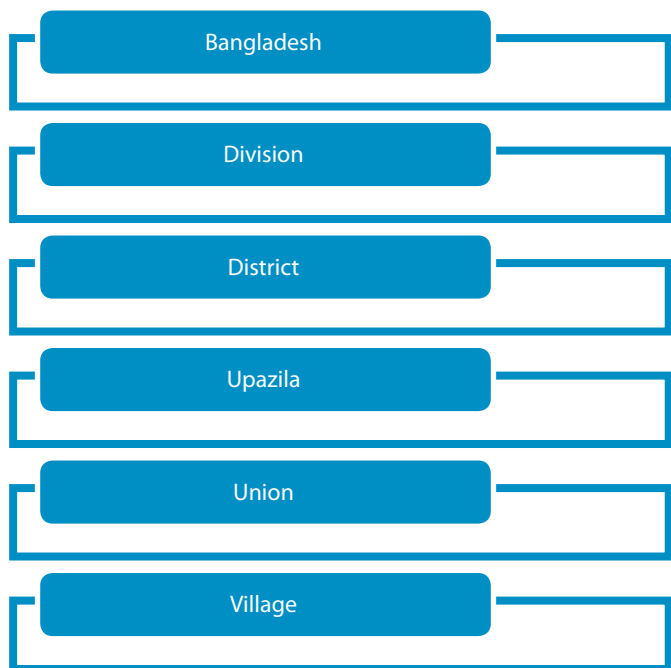 Bangladesh
Division
District
Upazila
Union
Village